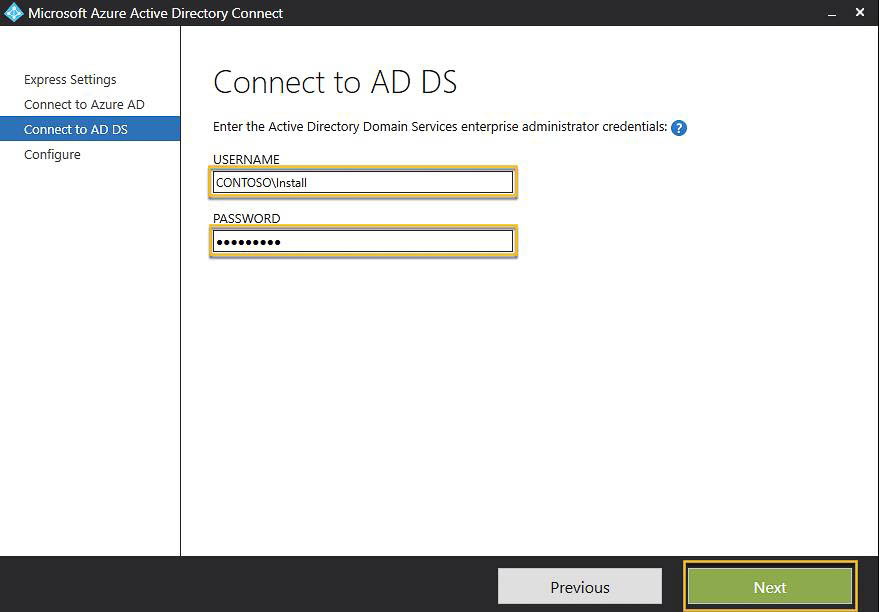 Microsoft Azure Active Directory Connect
Express Settings
Connect to Azure AD
Connect to AD DS
Configure
Connect to AD DS
Enter the Active Directory Domain Services enterprise administrator credentials: ?
USERNAME
CONTOSO\Install
PASSWORD
•••••••••
Previous
Next